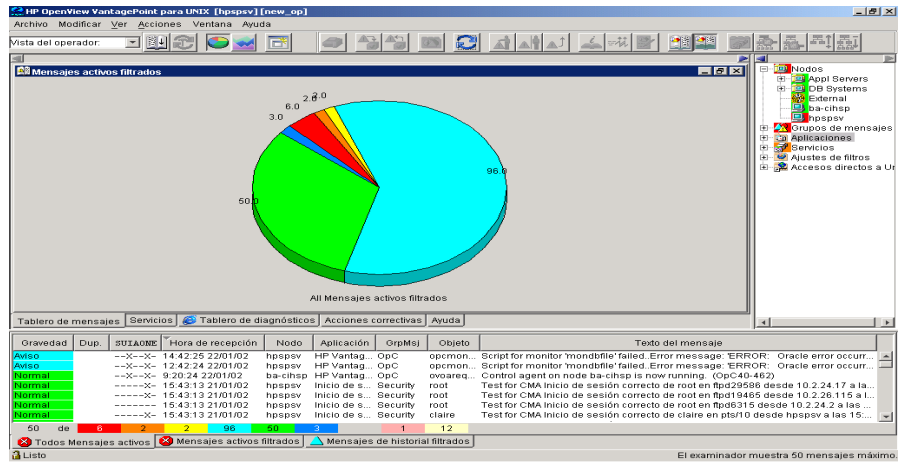 HP OpenView VantagePoint para UNIX [hpspsv] [new_op]
Archivo Modificar Ver Acciones Ventana Ayuda
Vista del operador:
Mensajes activos filtrados
2.0
2.0
6.0
3.0
96.0
50.0
All Mensajes activos filtrados
Nodos
Appl Servers
DB Systems
External
ba-cihsp
hpspsv
Grupos de mensajes
Aplicaciones
Servicios
Ajustes de filtros
Accesos directos a Ur
Tablero de mensajes Servicios Tablero de diagnósticos Acciones correctivas Ayuda
Gravedad Dup. SUIAONE Hora de recepción Nodo Aplicación GrpMsj Objeto Texto del mensaje
Aviso --X--X- 14:42:25 22/01/02 hpspsv HP Vantag... OpC opcmon... Script for monitor 'mondbfile' failed..Error message: 'ERROR: Oracle error occurr...
Aviso --X--X- 12:42:24 22/01/02 hpspsv HP Vantag... OpC opcmon... Script for monitor 'mondbfile' failed..Error message: 'ERROR: Oracle error occurr...
Normal --X--X- 9:20:24 22/01/02 ba-cihsp HP Vantag... OpC ovoareq... Control agent on node ba-cihsp is now running. (OpC40-462)
Normal -----X- 15:43:13 21/01/02 hpspsv Inicio de s... Security root Test for CMA Inicio de sesión correcto de root en ftpd29586 desde 10.2.24.17 a la...
Normal -----X- 15:43:13 21/01/02 hpspsv Inicio de s... Security root Test for CMA Inicio de sesión correcto de root en ftpd19465 desde 10.2.26.115 a l...
Normal -----X- 15:43:13 21/01/02 hpspsv Inicio de s... Security root Test for CMA Inicio de sesión correcto de root en ftpd6315 desde 10.2.24.2 a las ...
Normal -----X- 15:43:13 21/01/02 hpspsv Inicio de s... Security claire Test for CMA Inicio de sesión correcto de claire en pts/10 desde hpspsv a las 15:...
50 de 6 2 2 96 50 3 1 12
Todos Mensajes activos Mensajes activos filtrados Mensajes de historial filtrados
Listo El examinador muestra 50 mensajes máximo.